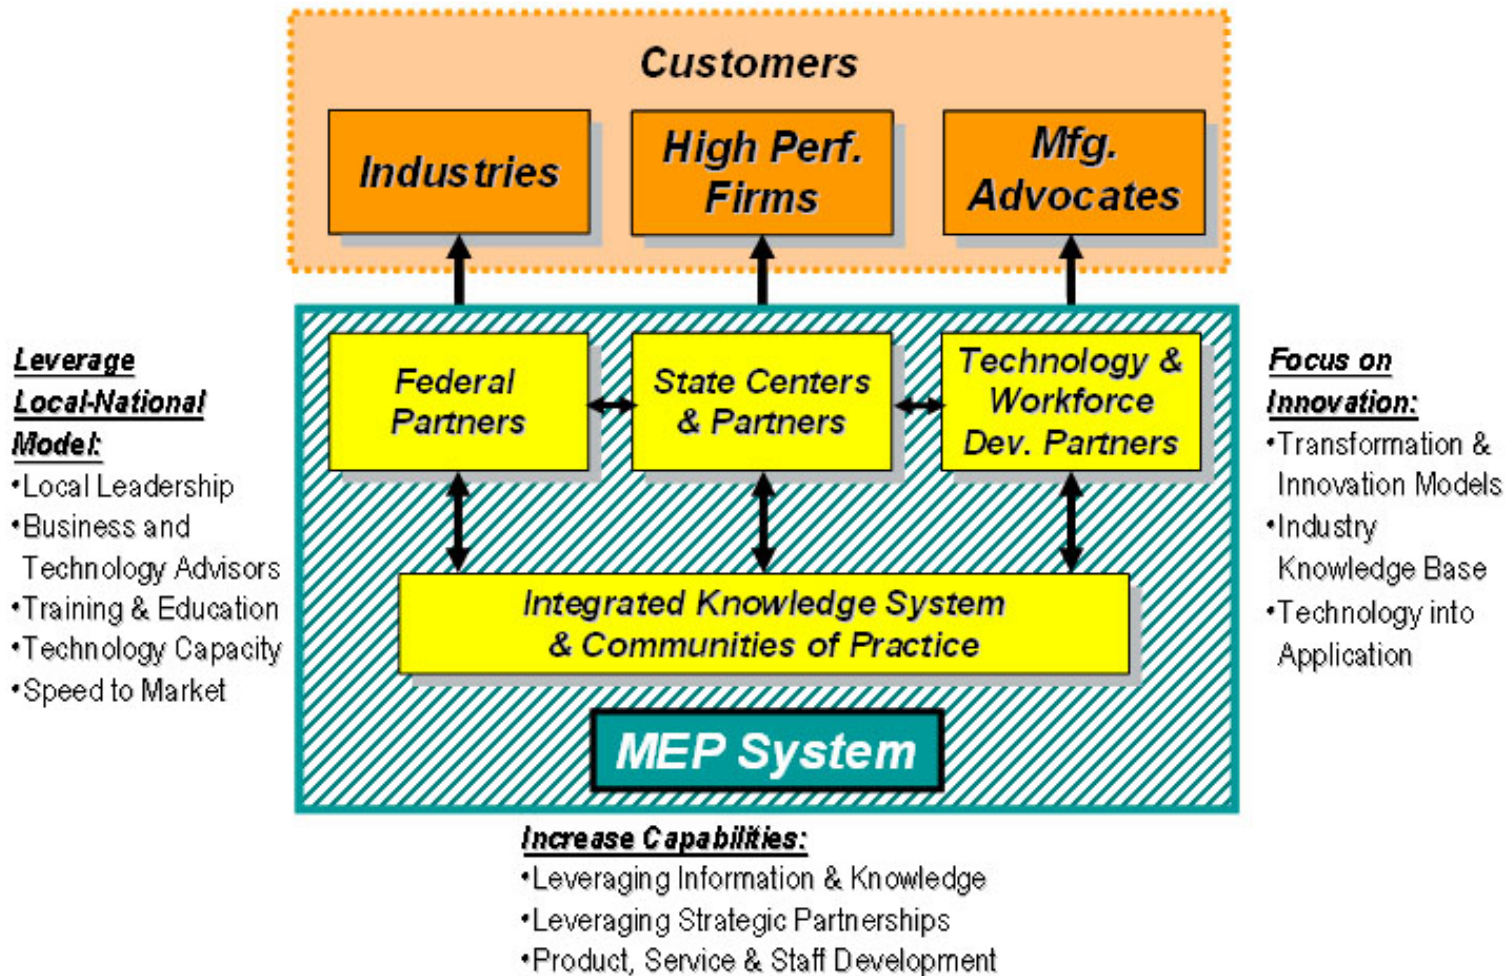 Customers
Industries
High Perf.
Firms
Mfg.
Advocates
Federal
Partners
State Centers
& Partners
Technology &
Workforce
Dev. Partners
Integrated Knowledge System
& Communities of Practice
MEP System
Leverage
Local-National
Model:
•Local Leadership
•Business and
Technology Advisors
•Training & Education
•Technology Capacity
•Speed to Market
Focus on
Innovation:
•Transformation &
Innovation Models
•Industry
Knowledge Base
•Technology into
Application
Increase Capabilities:
•Leveraging Information & Knowledge
•Leveraging Strategic Partnerships
•Product, Service & Staff Development